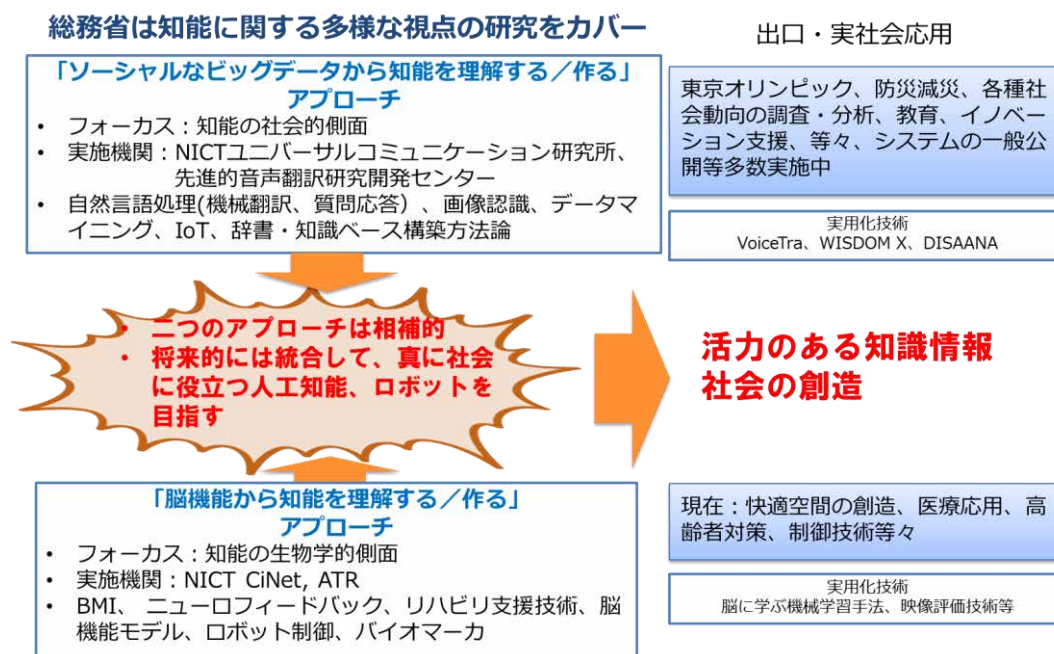 総務省は知能に関する多様な視点の研究をカバー
出口・実社会応用
「ソーシャルなビッグデータから知能を理解する／作る」
アプローチ
• フォーカス：知能の社会的側面
• 実施機関：NICTユニバーサルコミュニケーション研究所、
先進的音声翻訳研究開発センター
• 自然言語処理(機械翻訳、質問応答）、画像認識、データマ
イニング、IoT、辞書・知識ベース構築方法論
東京オリンピック、防災減災、各種社
会動向の調査・分析、教育、イノベー
ション支援、等々、システムの一般公
開等多数実施中
実用化技術
VoiceTra、WISDOM X、DISAANA
• 二つのアプローチは相補的
• 将来的には統合して、真に社会
に役立つ人工知能、ロボットを
目指す
活力のある知識情報
社会の創造
「脳機能から知能を理解する／作る」
アプローチ
• フォーカス：知能の生物学的側面
• 実施機関：NICT CiNet, ATR
• BMI、 ニューロフィードバック、リハビリ支援技術、脳
機能モデル、ロボット制御、バイオマーカ
現在：快適空間の創造、医療応用、高
齢者対策、制御技術等々
実用化技術
脳に学ぶ機械学習手法、映像評価技術等